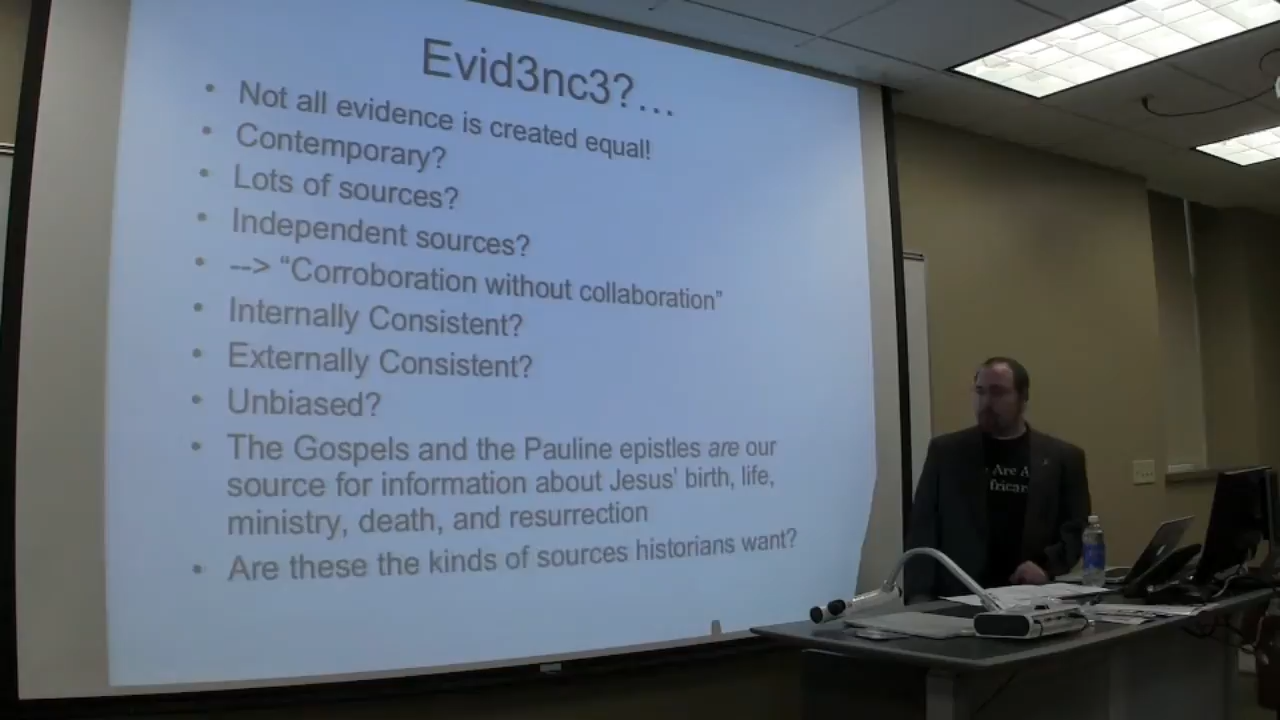 Evid3nc3?...
• Not all evidence is created equal!
• Contemporary?
• Lots of sources?
• Independent sources?
• --> “Corroboration without collaboration”
• Internally Consistent?
• Externally Consistent?
• Unbiased?
• The Gospels and the Pauline epistles are our
source for information about Jesus' birth, life,
ministry, death, and resurrection
• Are these the kinds of sources historians want?
Are A
frican